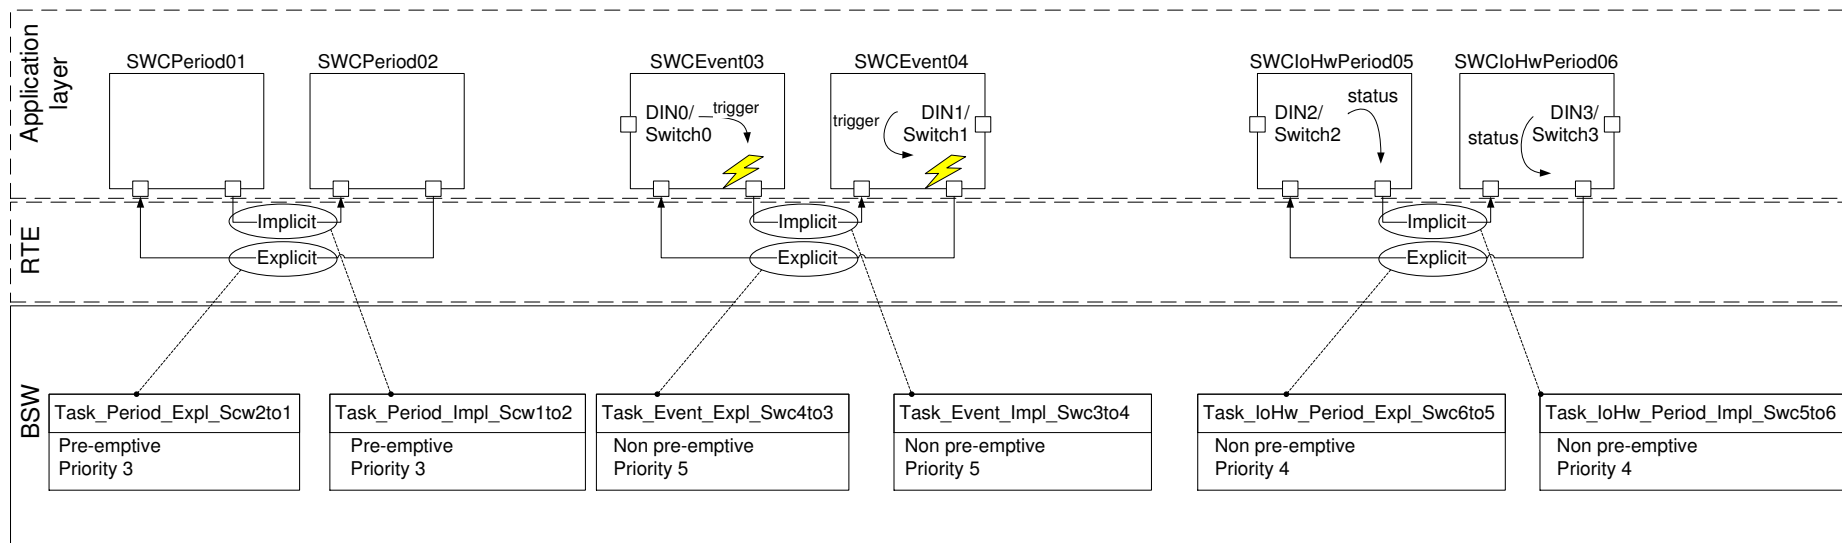 Application
layer
SWCPeriod01
SWCPeriod02
SWCEvent03
SWCEvent04
SWCIoHwPeriod05
SWCIoHwPeriod06
DIN0/
Switch0
trigger
trigger
DIN1/
Switch1
DIN2/
Switch2
status
status
DIN3/
Switch3
RTE
Implicit
Explicit
Implicit
Explicit
Implicit
Explicit
BSW
Task_Period_Expl_Scw2to1
Pre-emptive
Priority 3
Task_Period_Impl_Scw1to2
Pre-emptive
Priority 3
Task_Event_Expl_Swc4to3
Non pre-emptive
Priority 5
Task_Event_Impl_Swc3to4
Non pre-emptive
Priority 5
Task_IoHw_Period_Expl_Swc6to5
Non pre-emptive
Priority 4
Task_IoHw_Period_Impl_Swc5to6
Non pre-emptive
Priority 4